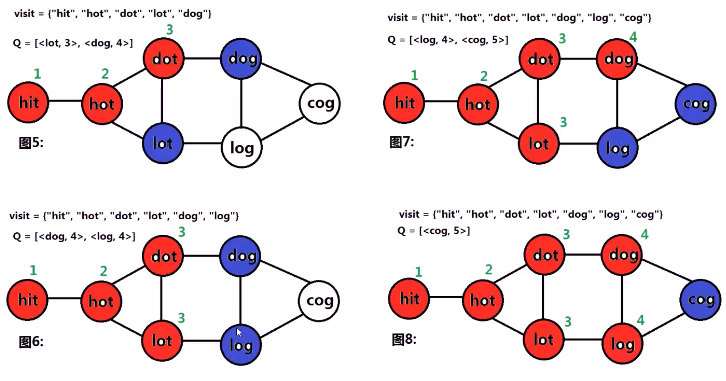 visit = {"hit", "hot", "dot", "lot", "dog"}
Q = [<lot, 3>, <dog, 4>]
3
dot
dog
1
2
hit
hot
cog
图5:
lot
log
visit = {"hit", "hot", "dot", "lot", "dog", "log", "cog"}
Q = [<log, 4>, <cog, 5>]
3
4
dot
dog
1
2
hit
hot
cog
3
图7:
lot
log
visit = {"hit", "hot", "dot", "lot", "dog", "log"}
Q = [<dog, 4>, <log, 4>]
3
dot
dog
1
2
hit
hot
cog
3
图6:
lot
log
visit = {"hit", "hot", "dot", "lot", "dog", "log", "cog"}
Q = [<cog, 5>]
3
4
dot
dog
1
2
hit
hot
cog
3
4
图8:
lot
log